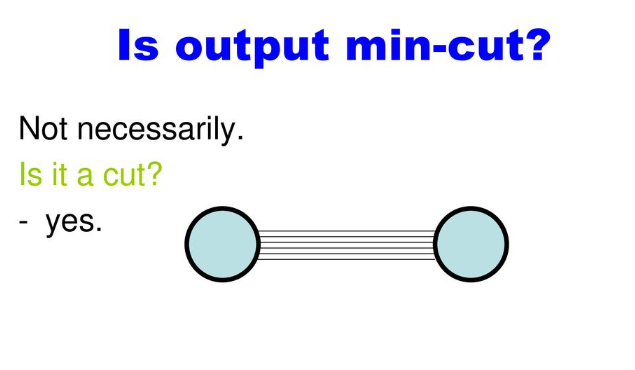 Is output min-cut?
Not necessarily.
Is it a cut?
- yes.